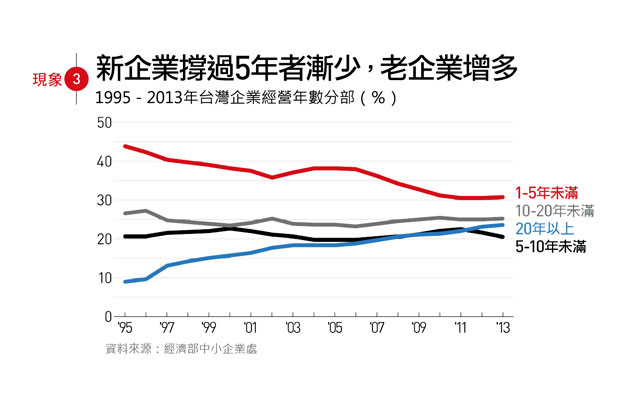 現象 3
新企業撐過5年者漸少，老企業增多
1995 - 2013年台灣企業經營年數分部（%）
50
40
30
20
10
0
1-5年未滿
10-20年未滿
20年以上
5-10年未滿
'95 '97 '99 '01 '03 '05 '07 '09 '11 '13
資料來源：經濟部中小企業處